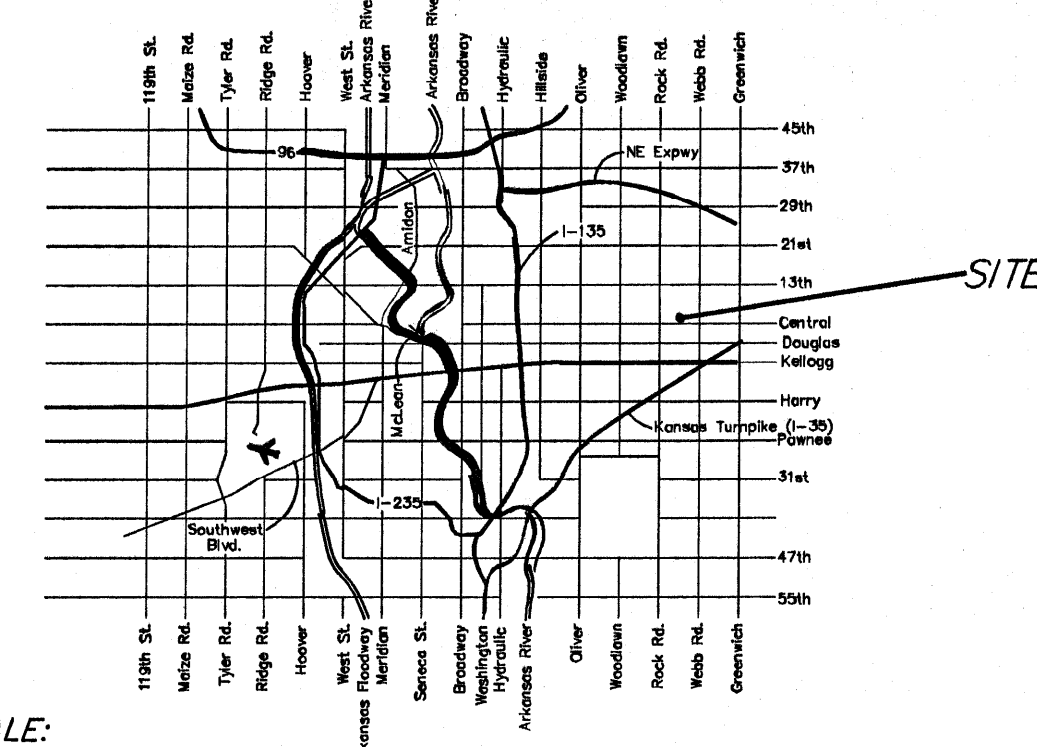 119th St.
Maize Rd.
Tyler Rd.
Ridge Rd.
Hoover
West St.
Arkansas Rive
Meridian
Arkansas Rive
Broadway
Hydraulic
Hillside
Oliver
Woodlawn
Rock Rd.
Webb Rd.
Greenwich
45th
96
NE Expwy
37th
29th
Amidon
I-135
21st
SITE
13th
Central
Douglas
Kellogg
McLean
Harry
Kansas Turnpike (I-35)
Pawnee
31st
I-235
Southwest
Blvd.
47th
55th
119th St.
Maize Rd.
Tyler Rd.
Ridge Rd.
Hoover
West St.
kansas Floodway
Meridian
Seneca St.
Broadway
Washington
Hydraulic
Arkansas River
Oliver
Woodlawn
Rock Rd.
Webb Rd.
Greenwich
LE: